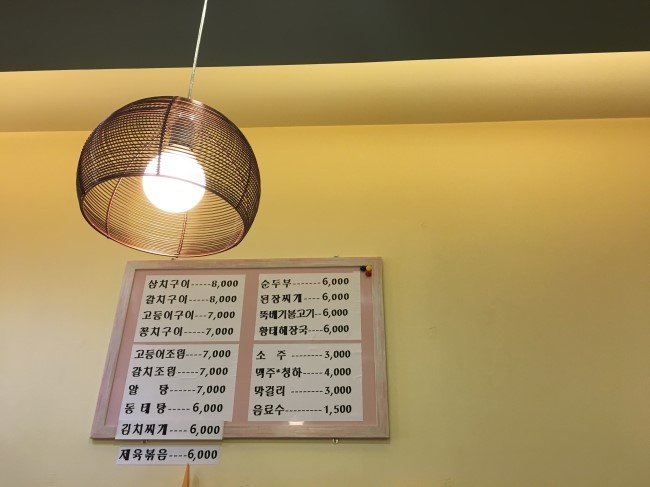 삼치구이-----8,000
갈치구이-----8,000
고등어구이---7,000
꽁치구이-----7,000
고등어조림----7,000
갈치조림-----7,000
알 탕------7,000
동태탕-----6,000
김치찌개----6,000
제육볶음----6,000
순두부-------6,000
된장찌개----6,000
뚝배기불고기--6,000
황태해장국----6,000
소 주 --------3,000
맥주*청하-----4,000
막걸리 -------3,000
음료수---------1,500